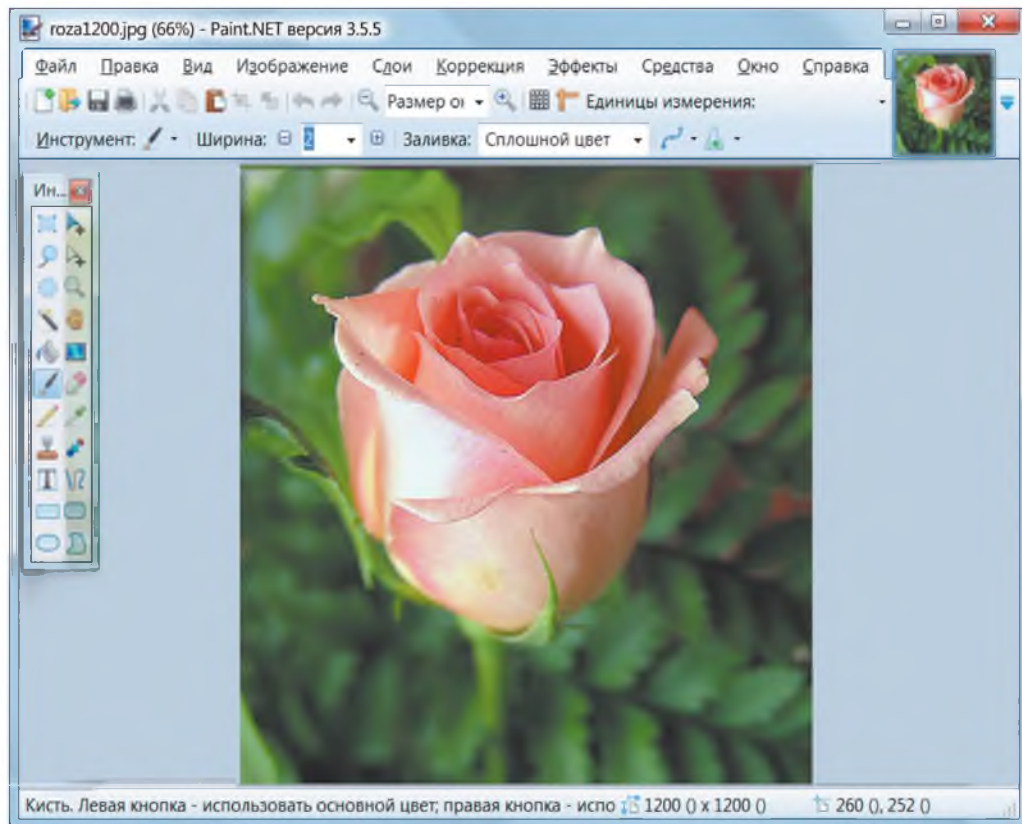 roza1200.jpg (66%) - Paint.NET версия 3.5.5
Файл Правка Вид Изображение Слои Коррекция Эффекты Средства Окно Справка
Размер ог Единицы измерения:
Инструмент: Ширина: 2 Заливка: Сплошной цвет
Ин...
Кисть. Левая кнопка - использовать основной цвет; правая кнопка - испо 1200 () x 1200 () 260 (), 252 ()